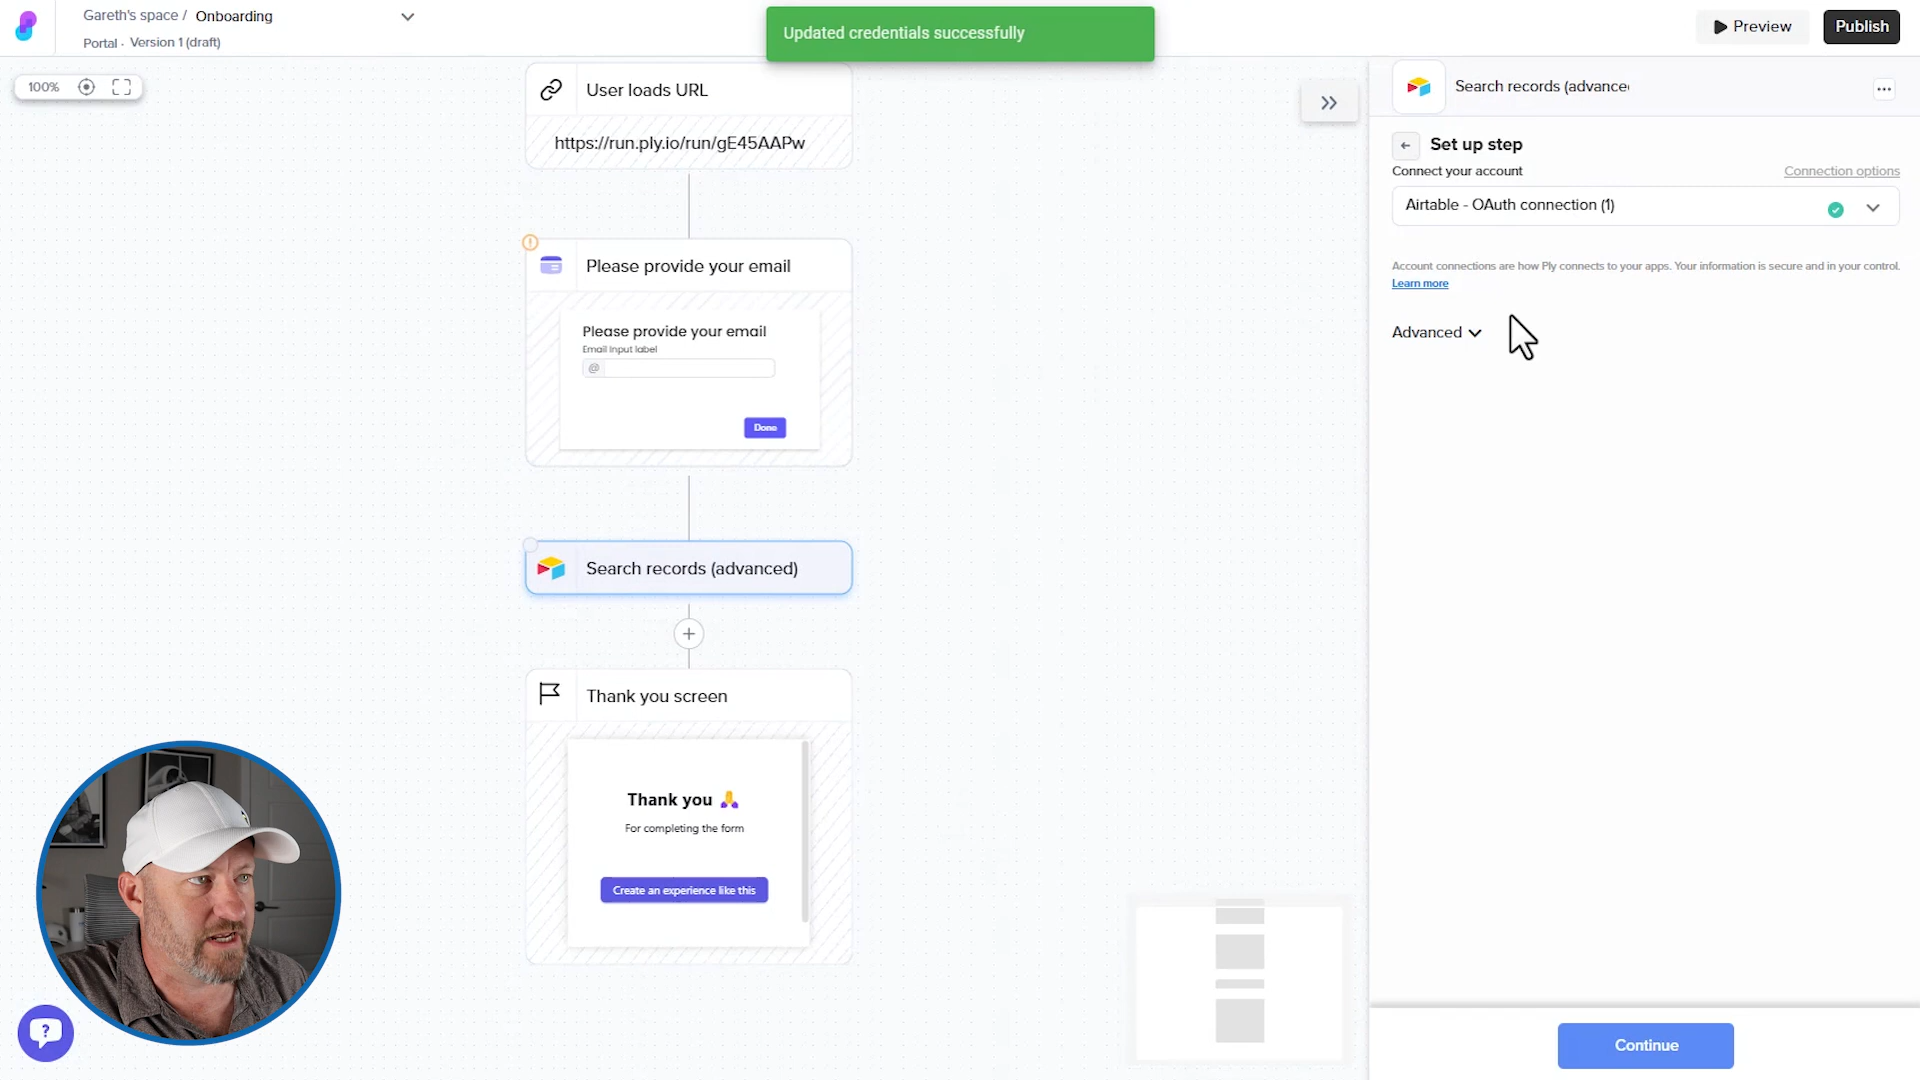 Gareth's space / Onboarding
Portal · Version 1 (draft)
Updated credentials successfully
Preview
Publish
100%
User loads URL
https://run.ply.io/run/gE45AAPw
Please provide your email
Please provide your email
Email Input label
@
Done
Search records (advanced)
Thank you screen
Thank you 🙏
For completing the form
Create an experience like this
Search records (advance
Set up step
Connect your account
Connection options
Airtable - OAuth connection (1)
Account connections are how Ply connects to your apps. Your information is secure and in your control.
Learn more
Advanced
Continue